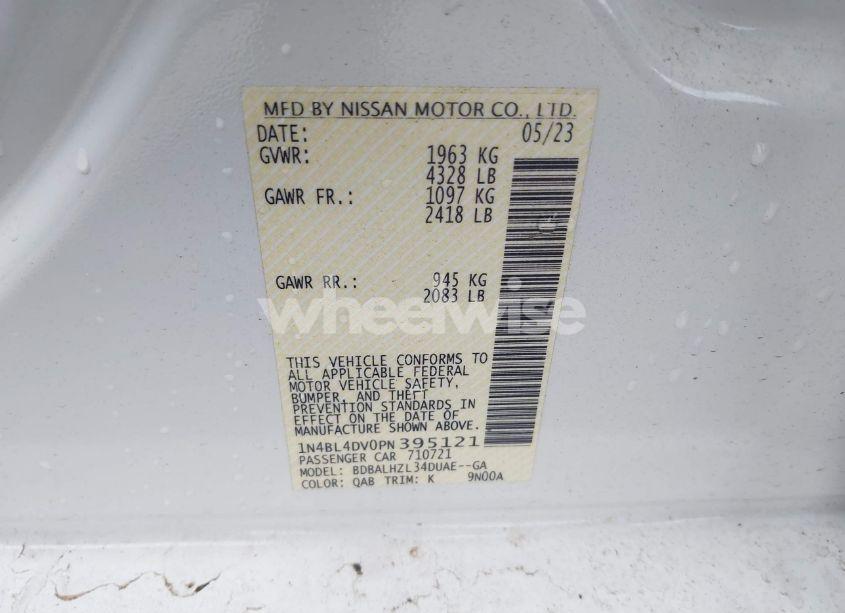 MFD BY NISSAN MOTOR CO., LTD.
DATE: 05/23
GVWR: 1963 KG
4328 LB
GAWR FR.: 1097 KG
2418 LB
GAWR RR.: 945 KG
2083 LB
wheelwise
THIS VEHICLE CONFORMS TO
ALL APPLICABLE FEDERAL
MOTOR VEHICLE SAFETY,
BUMPER, AND THEFT
PREVENTION STANDARDS IN
EFFECT ON THE DATE OF
MANUFACTURE SHOWN ABOVE.
1N4BL4DV0PN395121
PASSENGER CAR 710721
MODEL: BDBALHZL34DUAE--GA
COLOR: QAB TRIM: K 9N00A